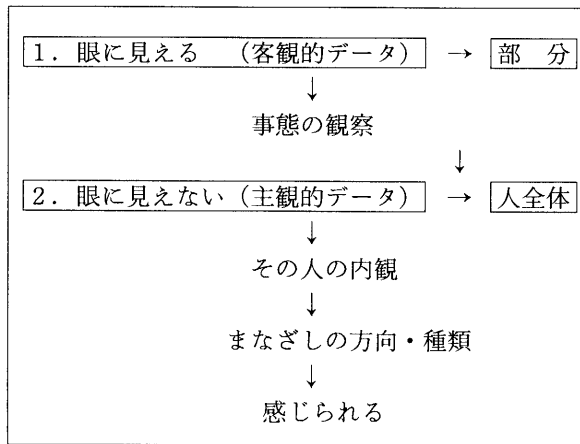 1．眼に見える　（客観的データ） → 部　分
↓
事態の観察
↓
2．眼に見えない（主観的データ） → 人全体
↓
その人の内観
↓
まなざしの方向・種類
↓
感じられる